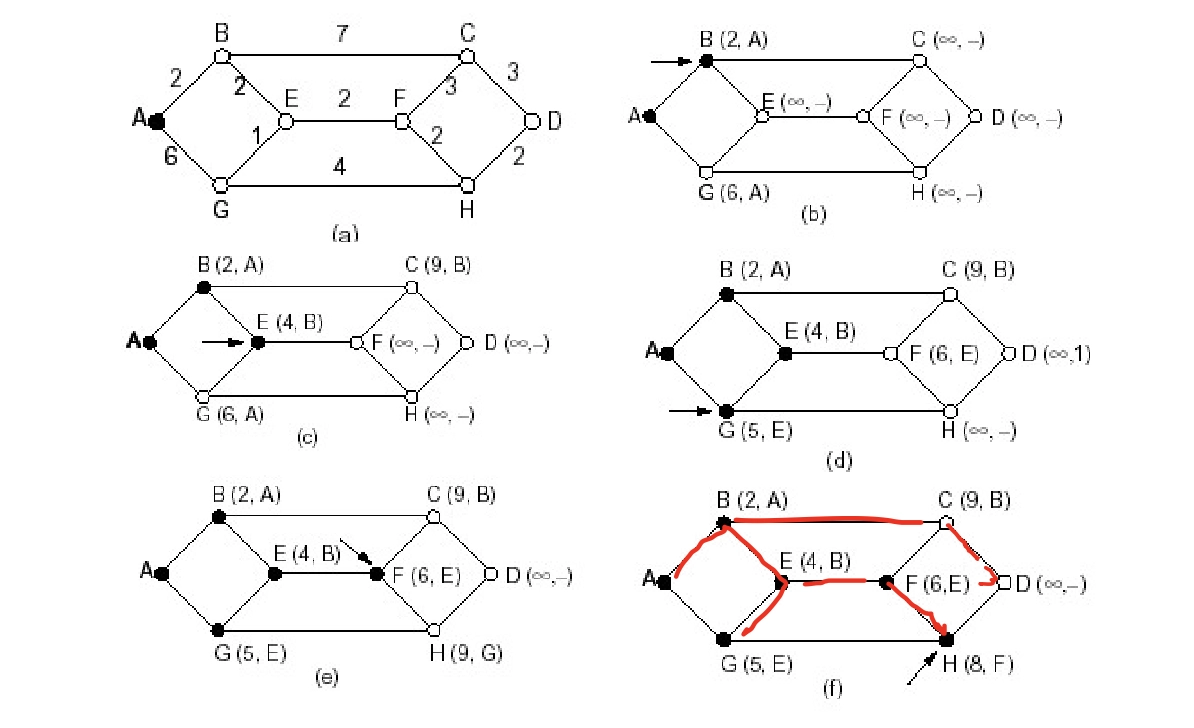 B 7 C
2 2 3 3
A E 2 F D
6 1 2 2
4
G H
(a)
B (2, A) C (∞, –)
A E (∞, –) F (∞, –) D (∞, –)
G (6, A) H (∞, –)
(b)
B (2, A) C (9, B)
A E (4, B) F (∞, –) D (∞, –)
G (6, A) H (∞, –)
(c)
B (2, A) C (9, B)
A E (4, B) F (6, E) D (∞,1)
G (5, E) H (∞, –)
(d)
B (2, A) C (9, B)
A E (4, B) F (6, E) D (∞,–)
G (5, E) H (9, G)
(e)
B (2, A) C (9, B)
A E (4, B) F (6,E) D (∞,–)
G (5, E) H (8, F)
(f)